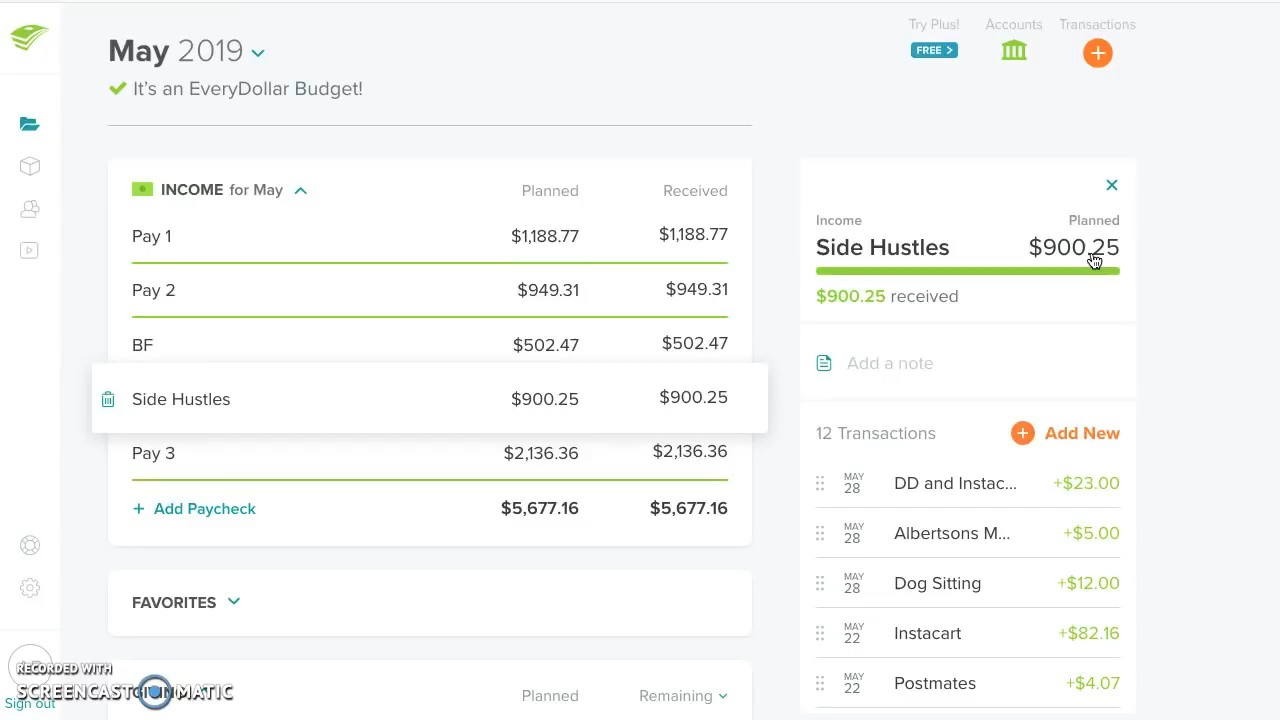 May 2019
It's an EveryDollar Budget!
Try Plus! Accounts Transactions
FREE >
INCOME for May Planned Received
Pay 1 $1,188.77 $1,188.77
Pay 2 $949.31 $949.31
BF $502.47 $502.47
Side Hustles $900.25 $900.25
Pay 3 $2,136.36 $2,136.36
+ Add Paycheck $5,677.16 $5,677.16
FAVORITES
Planned Remaining
Income Planned
Side Hustles $900.25
$900.25 received
Add a note
12 Transactions + Add New
MAY 28 DD and Instac... +$23.00
MAY 28 Albertsons M... +$5.00
MAY 28 Dog Sitting +$12.00
MAY 22 Instacart +$82.16
MAY 22 Postmates +$4.07
RECORDED WITH
SCREENCAST-O-MATIC
Sign out